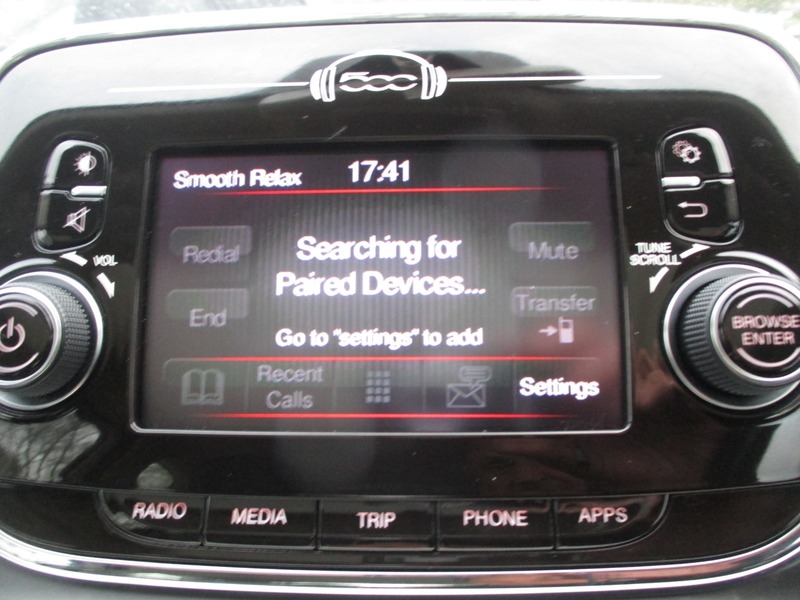 500
Smooth Relax 17:41
VOL
TUNE
SCROLL
Redial
Searching for
Paired Devices...
Mute
End
Transfer
Go to "settings" to add
BROWSE
ENTER
Recent
Calls
Settings
RADIO MEDIA TRIP PHONE APPS